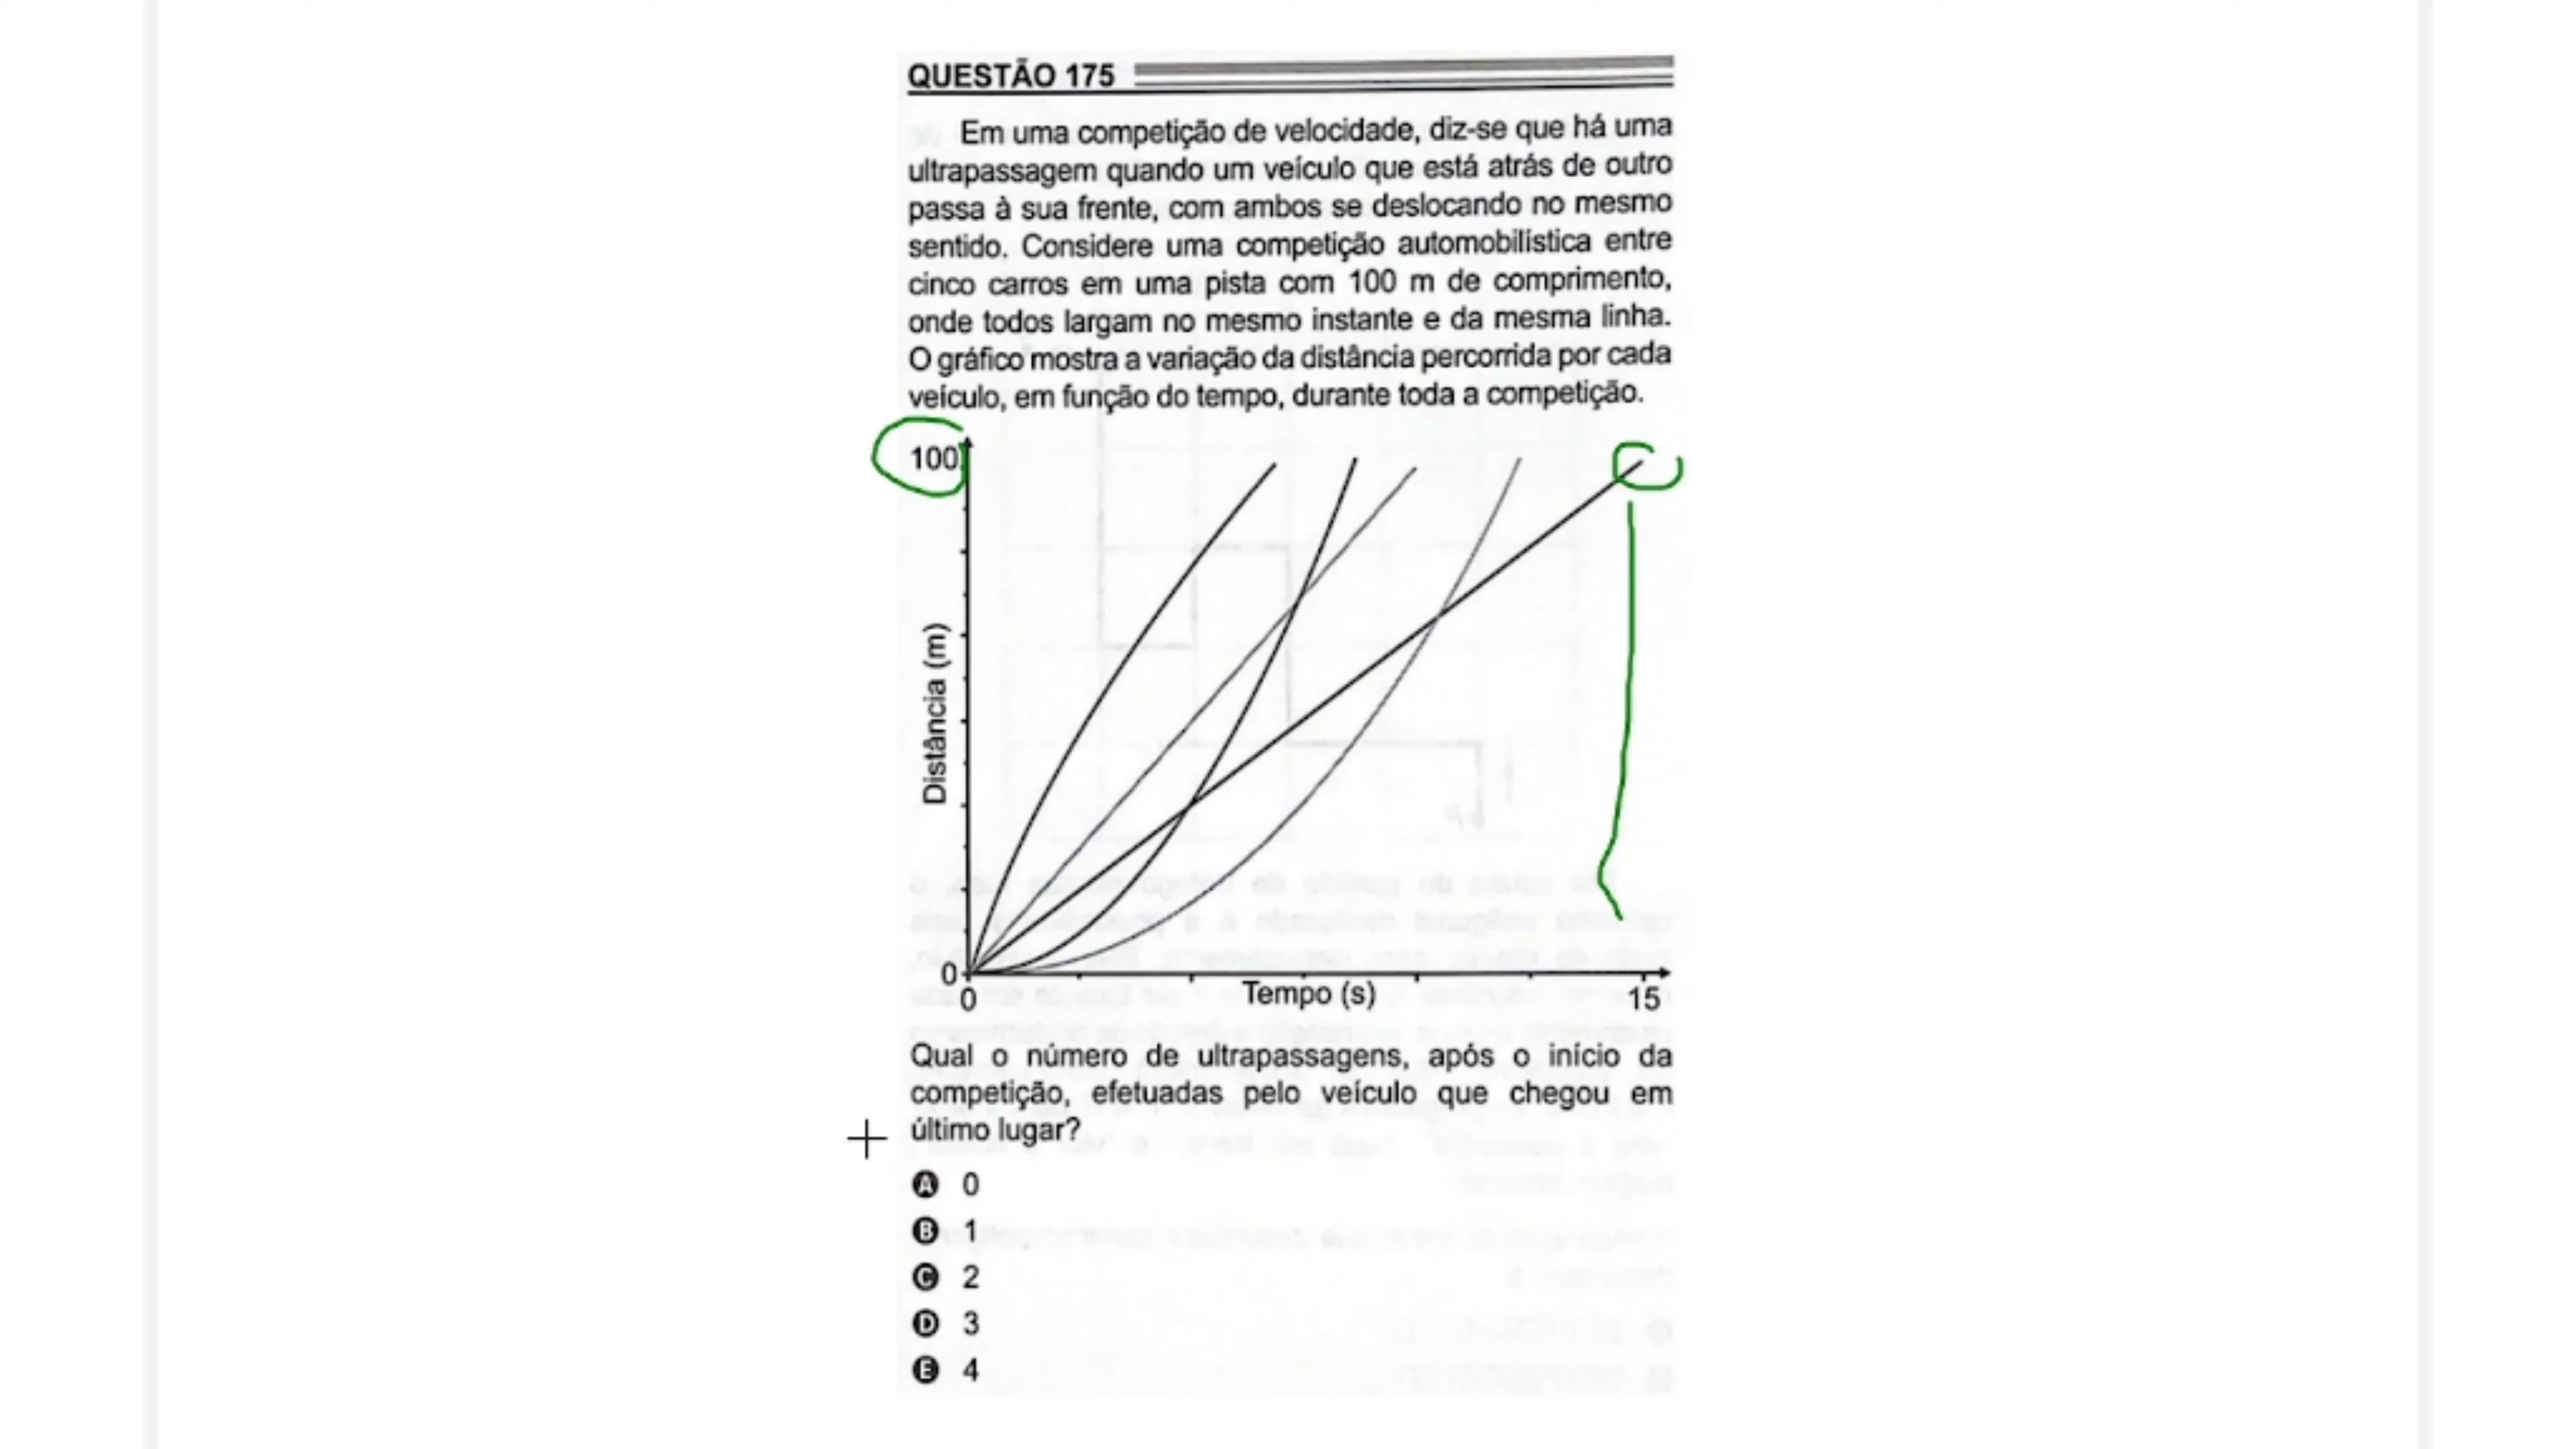 QUESTÃO 175
Em uma competição de velocidade, diz-se que há uma
ultrapassagem quando um veículo que está atrás de outro
passa à sua frente, com ambos se deslocando no mesmo
sentido. Considere uma competição automobilística entre
cinco carros em uma pista com 100 m de comprimento,
onde todos largam no mesmo instante e da mesma linha.
O gráfico mostra a variação da distância percorrida por cada
veículo, em função do tempo, durante toda a competição.
100
Distância (m)
0
0
Tempo (s)
15
Qual o número de ultrapassagens, após o início da
competição, efetuadas pelo veículo que chegou em
último lugar?
A 0
B 1
C 2
D 3
E 4